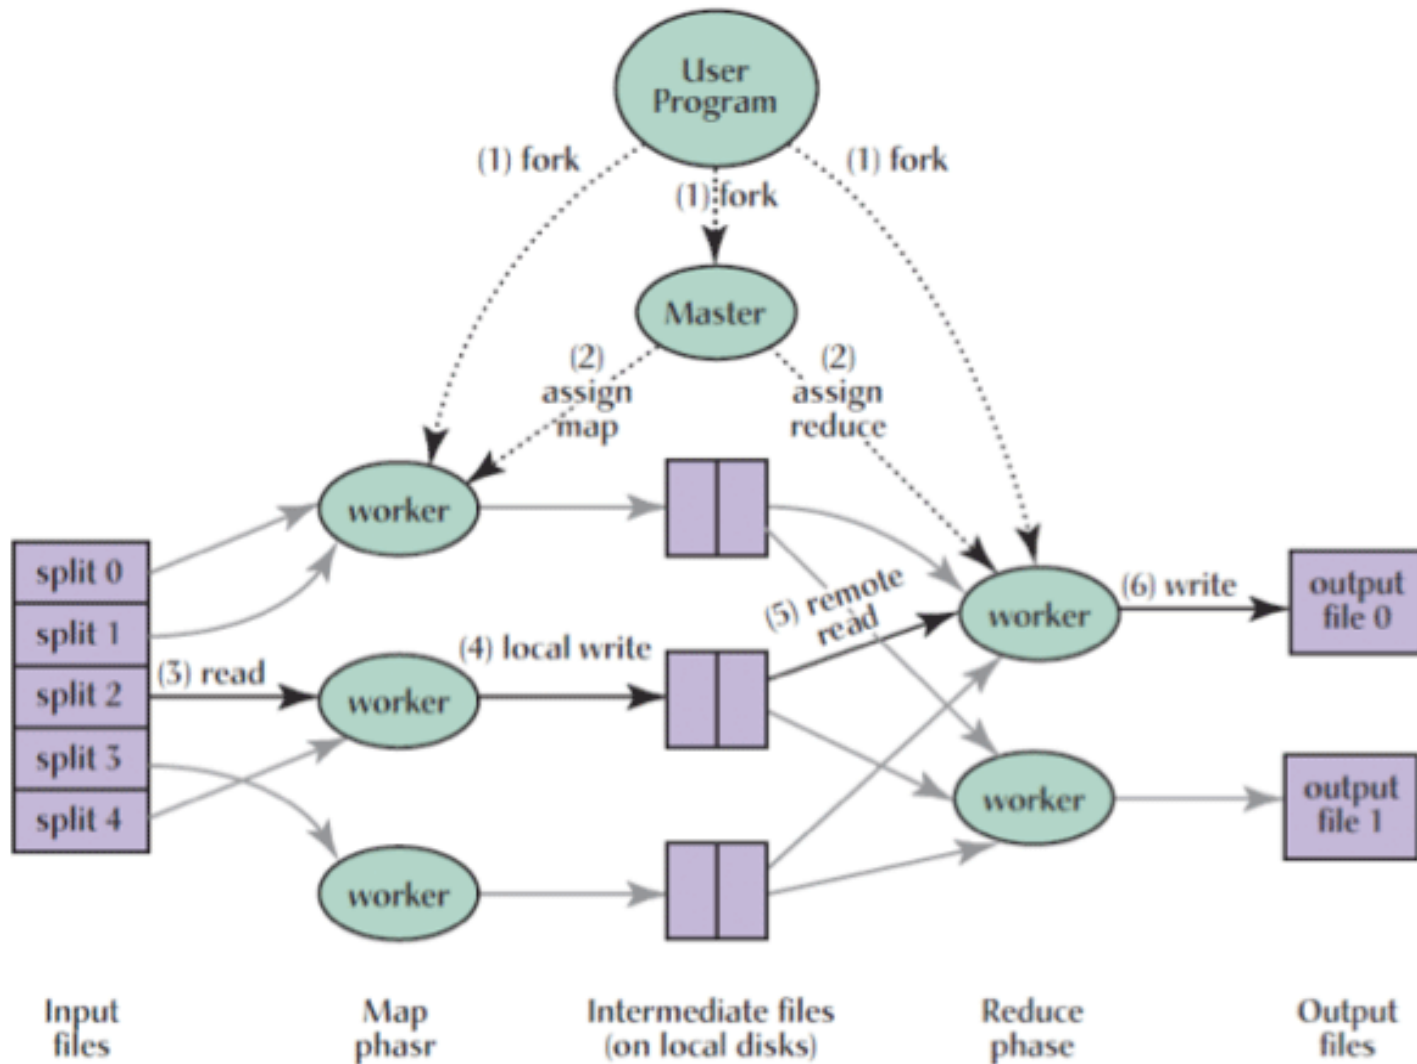 User
Program
(1) fork
(1) fork
(1) fork
Master
(2)
assign
map
(2)
assign
reduce
worker
split 0
split 1
split 2
split 3
split 4
(3) read
worker
(4) local write
worker
(5) remote
read
worker
(6) write
output
file 0
worker
output
file 1
Input
files
Map
phasr
Intermediate files
(on local disks)
Reduce
phase
Output
files